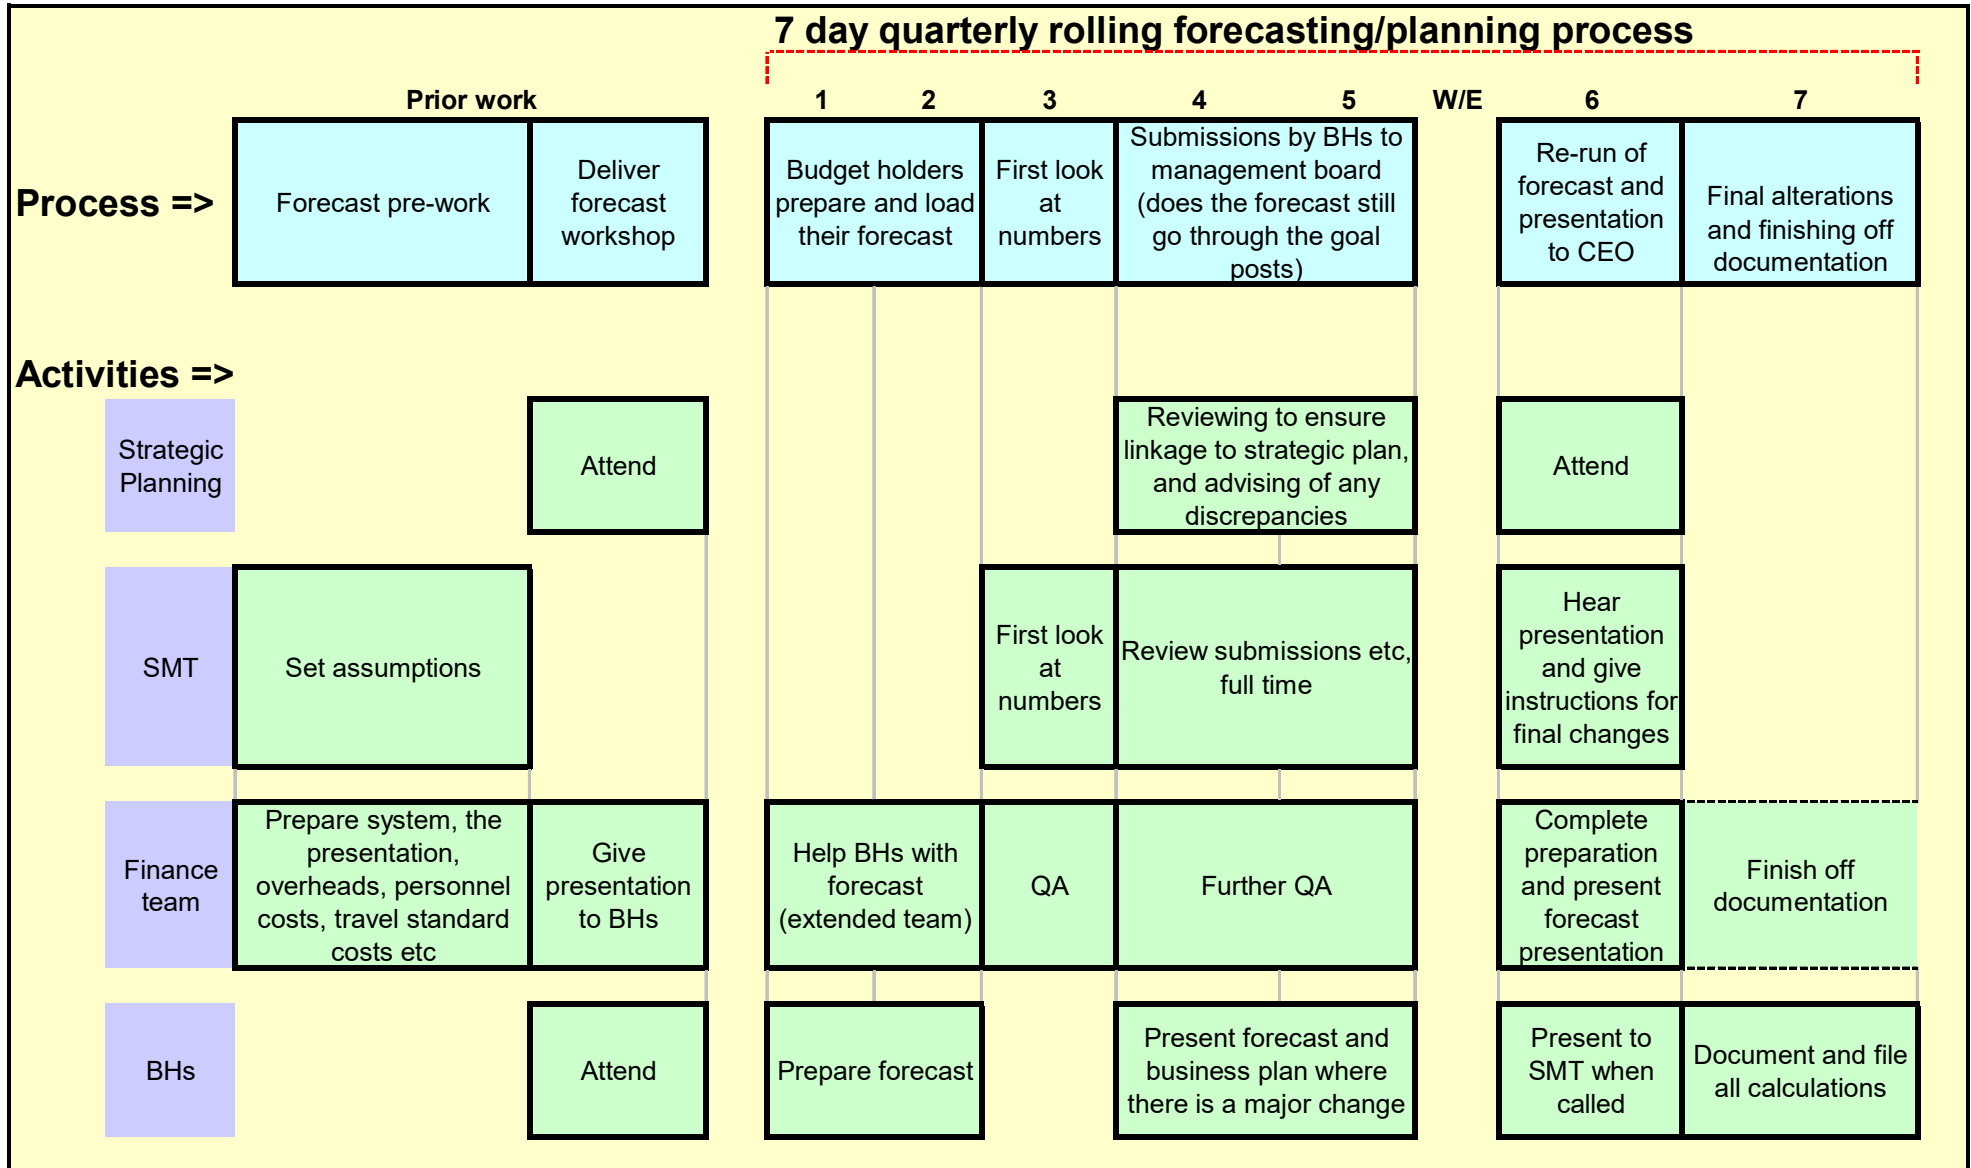 7 day quarterly rolling forecasting/planning process
Prior work
1 2 3 4 5 W/E 6 7
Process =>
Forecast pre-work
Deliver
forecast
workshop
Budget holders
prepare and load
their forecast
First look
at
numbers
Submissions by BHs to
management board
(does the forecast still
go through the goal
posts)
Re-run of
forecast and
presentation
to CEO
Final alterations
and finishing off
documentation
Activities =>
Strategic
Planning
Attend
Reviewing to ensure
linkage to strategic plan,
and advising of any
discrepancies
Attend
SMT
Set assumptions
First look
at
numbers
Review submissions etc,
full time
Hear
presentation
and give
instructions for
final changes
Finance
team
Prepare system, the
presentation,
overheads, personnel
costs, travel standard
costs etc
Give
presentation
to BHs
Help BHs with
forecast
(extended team)
QA
Further QA
Complete
preparation
and present
forecast
presentation
Finish off
documentation
BHs
Attend
Prepare forecast
Present forecast and
business plan where
there is a major change
Present to
SMT when
called
Document and file
all calculations